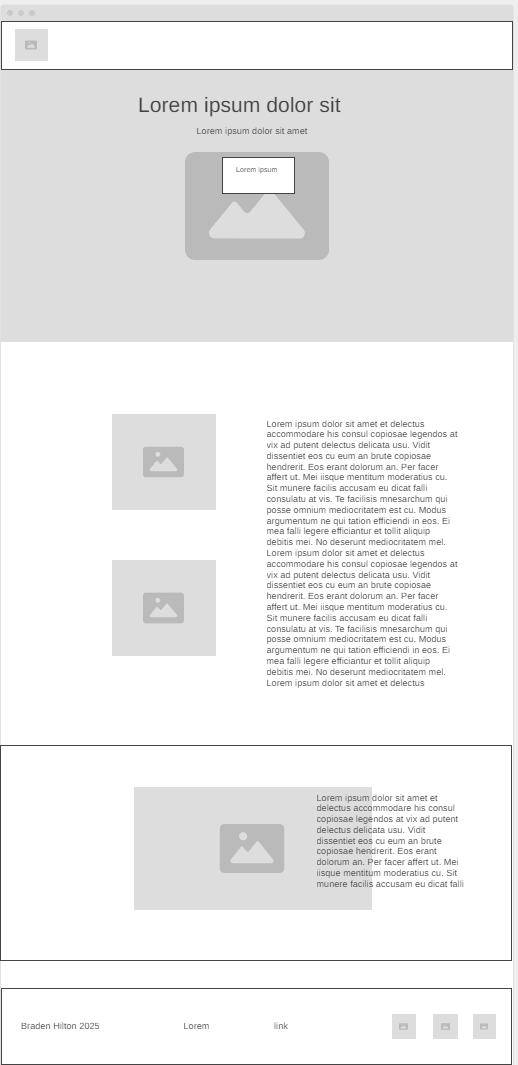 Lorem ipsum dolor sit
Lorem ipsum dolor sit amet
Lorem ipsum
Lorem ipsum dolor sit amet et delectus
accommodare his consul copiosae legendos at
vix ad putent delectus delicata usu. Vidit
dissentiet eos cu eum an brute copiosae
hendrerit. Eos erant dolorum an. Per facer
affert ut. Mei iisque mentitum moderatius cu.
Sit munere facilis accusam eu dicat falli
consulatu at vis. Te facilisis mnesarchum qui
posse omnium mediocritatem est cu. Modus
argumentum ne qui tation efficiendi in eos. Ei
mea falli legere efficiantur et tollit aliquip
debitis mei. No deserunt mediocritatem mel.
Lorem ipsum dolor sit amet et delectus
accommodare his consul copiosae legendos at
vix ad putent delectus delicata usu. Vidit
dissentiet eos cu eum an brute copiosae
hendrerit. Eos erant dolorum an. Per facer
affert ut. Mei iisque mentitum moderatius cu.
Sit munere facilis accusam eu dicat falli
consulatu at vis. Te facilisis mnesarchum qui
posse omnium mediocritatem est cu. Modus
argumentum ne qui tation efficiendi in eos. Ei
mea falli legere efficiantur et tollit aliquip
debitis mei. No deserunt mediocritatem mel.
Lorem ipsum dolor sit amet et delectus
Lorem ipsum dolor sit amet et
delectus accommodare his consul
copiosae legendos at vix ad putent
delectus delicata usu. Vidit
dissentiet eos cu eum an brute
copiosae hendrerit. Eos erant
dolorum an. Per facer affert ut. Mei
iisque mentitum moderatius cu. Sit
munere facilis accusam eu dicat falli
Braden Hilton 2025
Lorem
link